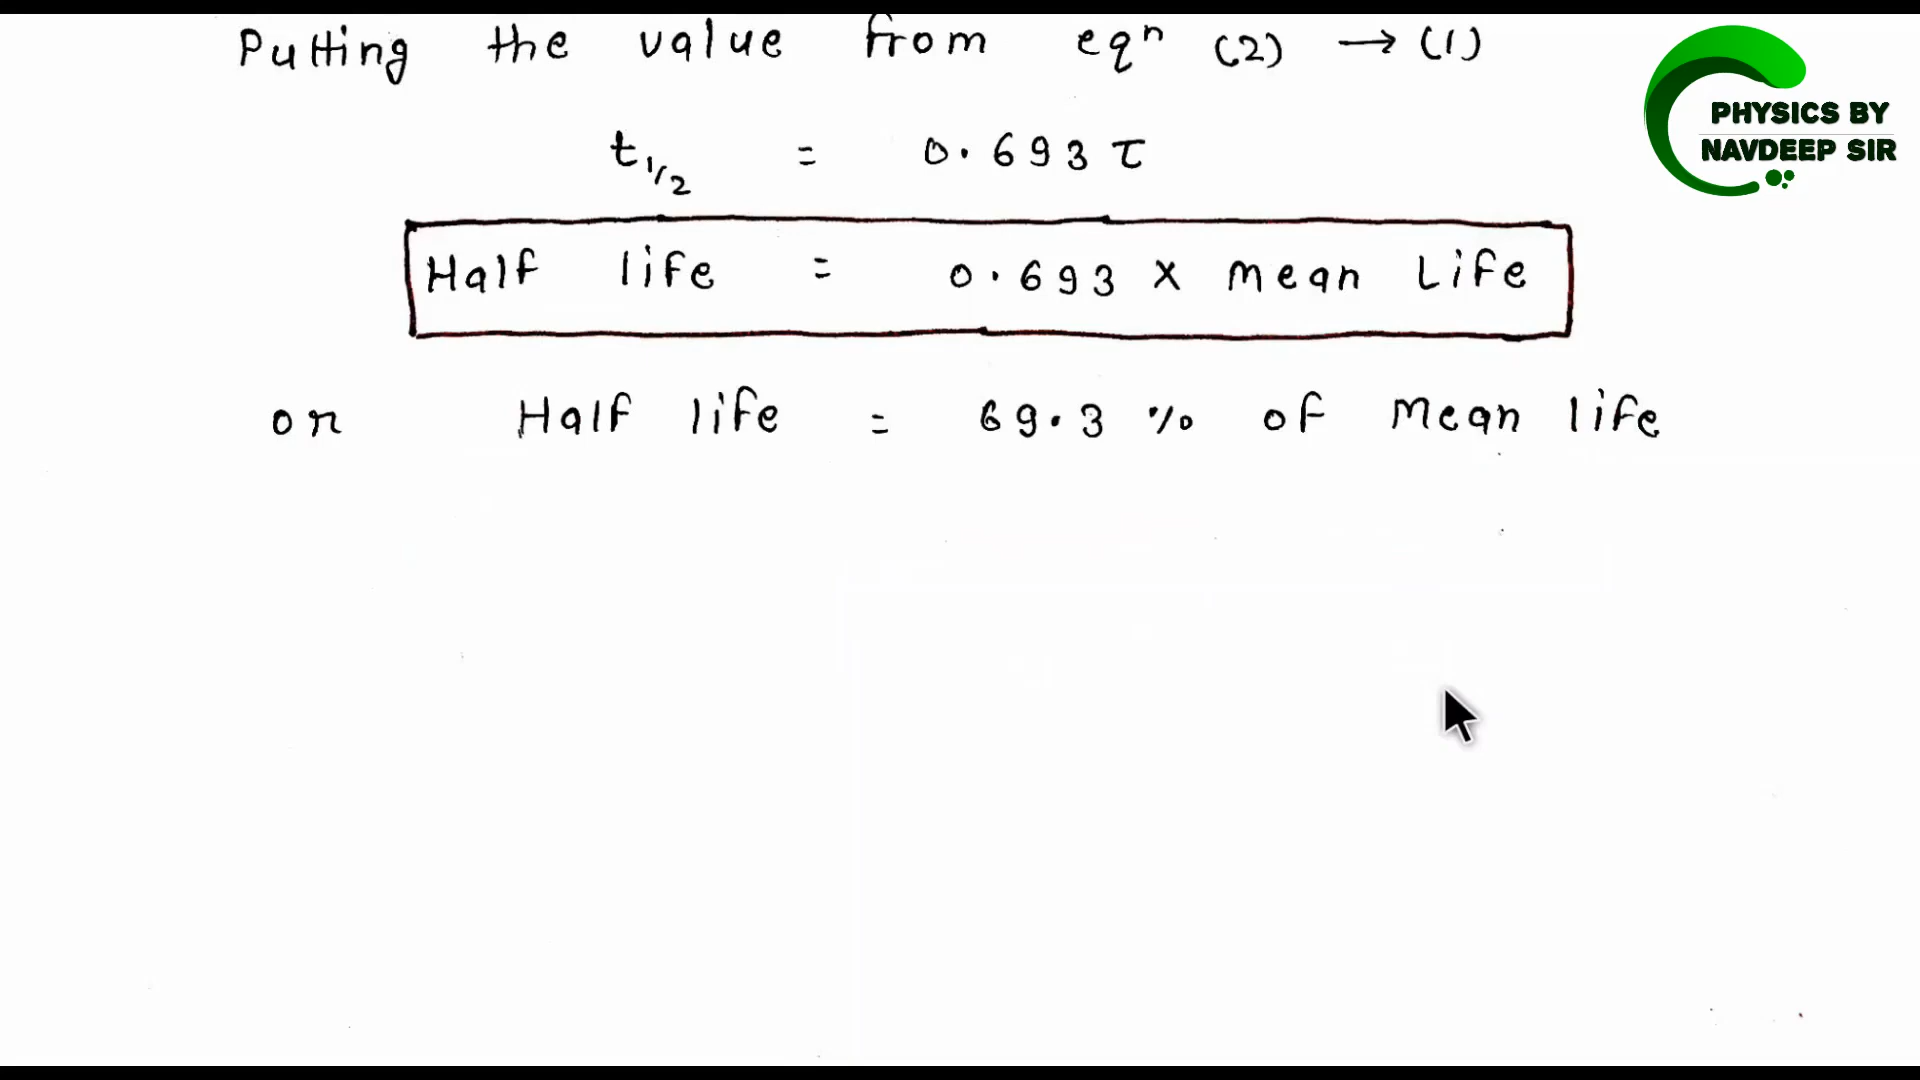 Putting the value from eqⁿ (2) → (1)
t₁/₂ = 0.693 τ
Half life = 0.693 x mean Life
or Half life = 69.3 % of Mean life
PHYSICS BY
NAVDEEP SIR